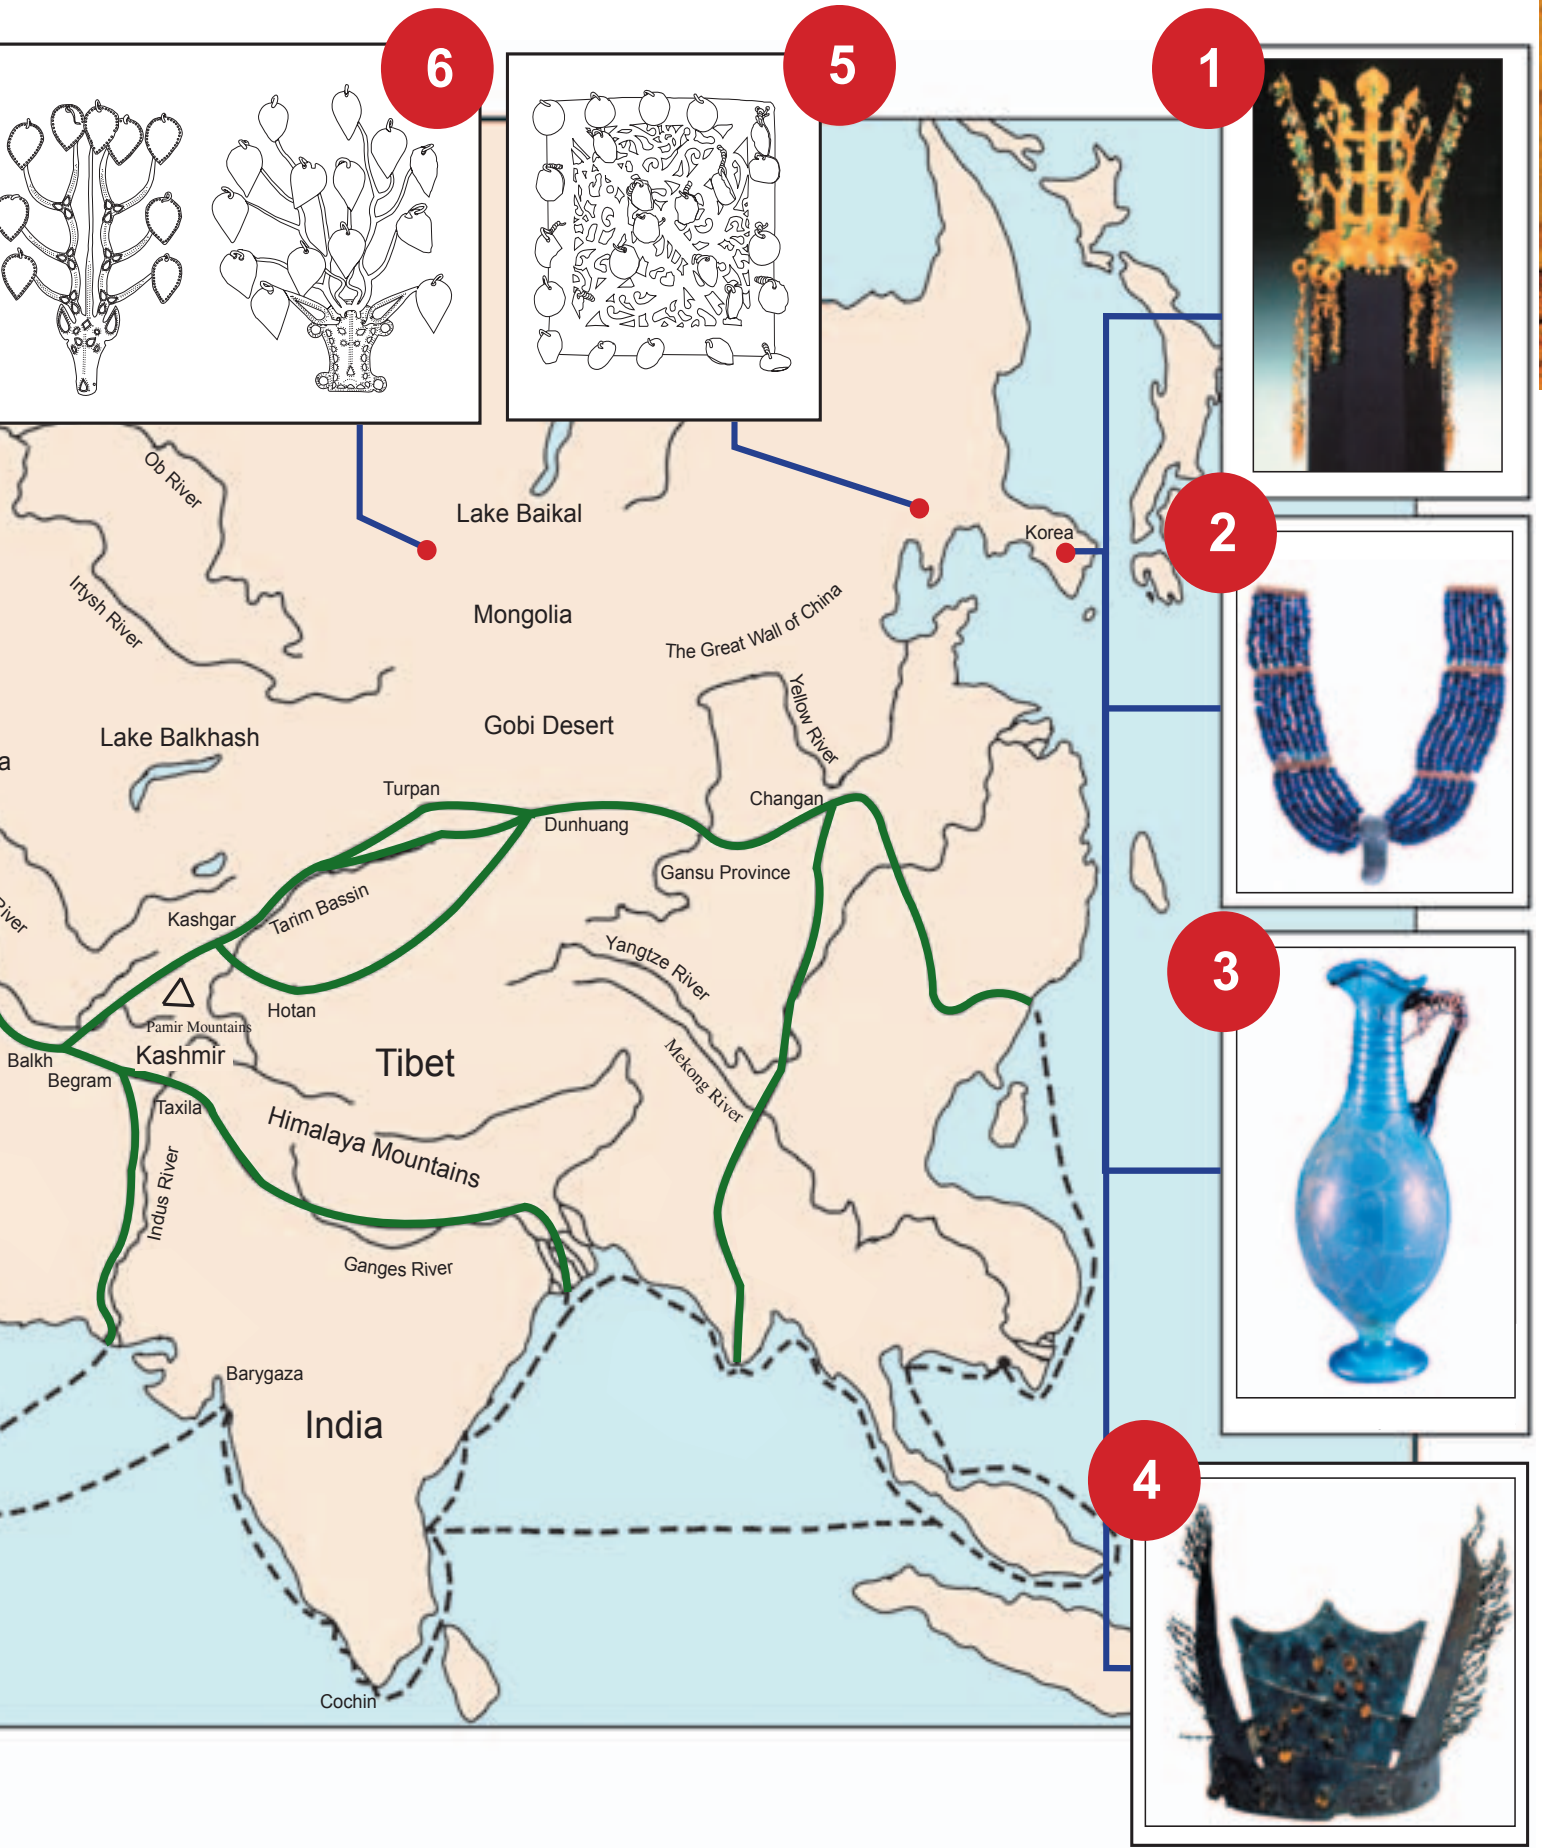 6
5
1
Ob River
Lake Baikal
Korea
2
Irtysh River
Mongolia
The Great Wall of China
Yellow River
Gobi Desert
Lake Balkhash
a
Turpan
Changan
Dunhuang
Gansu Province
Tarim Bassin
Kashgar
River
Yangtze River
3
Hotan
Pamir Mountains
Kashmir
Balkh
Tibet
Begram
Mekong River
Taxila
Himalaya Mountains
Indus River
Ganges River
Barygaza
India
4
Cochin